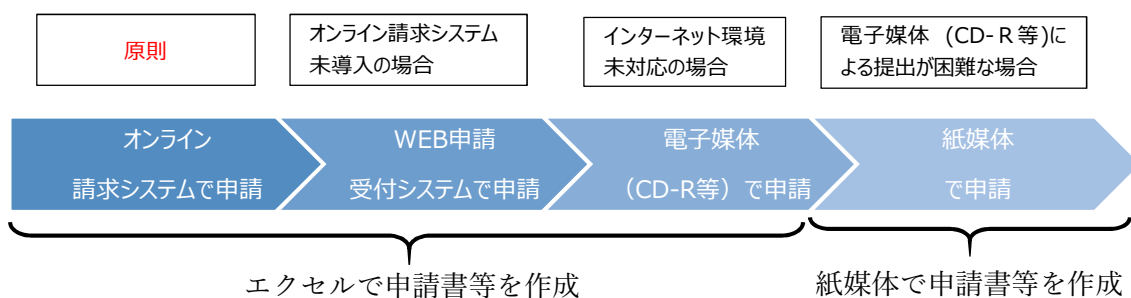 原則
オンライン請求システム
未導入の場合
インターネット環境
未対応の場合
電子媒体 (CD-R等)に
よる提出が困難な場合
オンライン
請求システムで申請
WEB申請
受付システムで申請
電子媒体
（CD-R等）で申請
紙媒体
で申請
エクセルで申請書等を作成
紙媒体で申請書等を作成